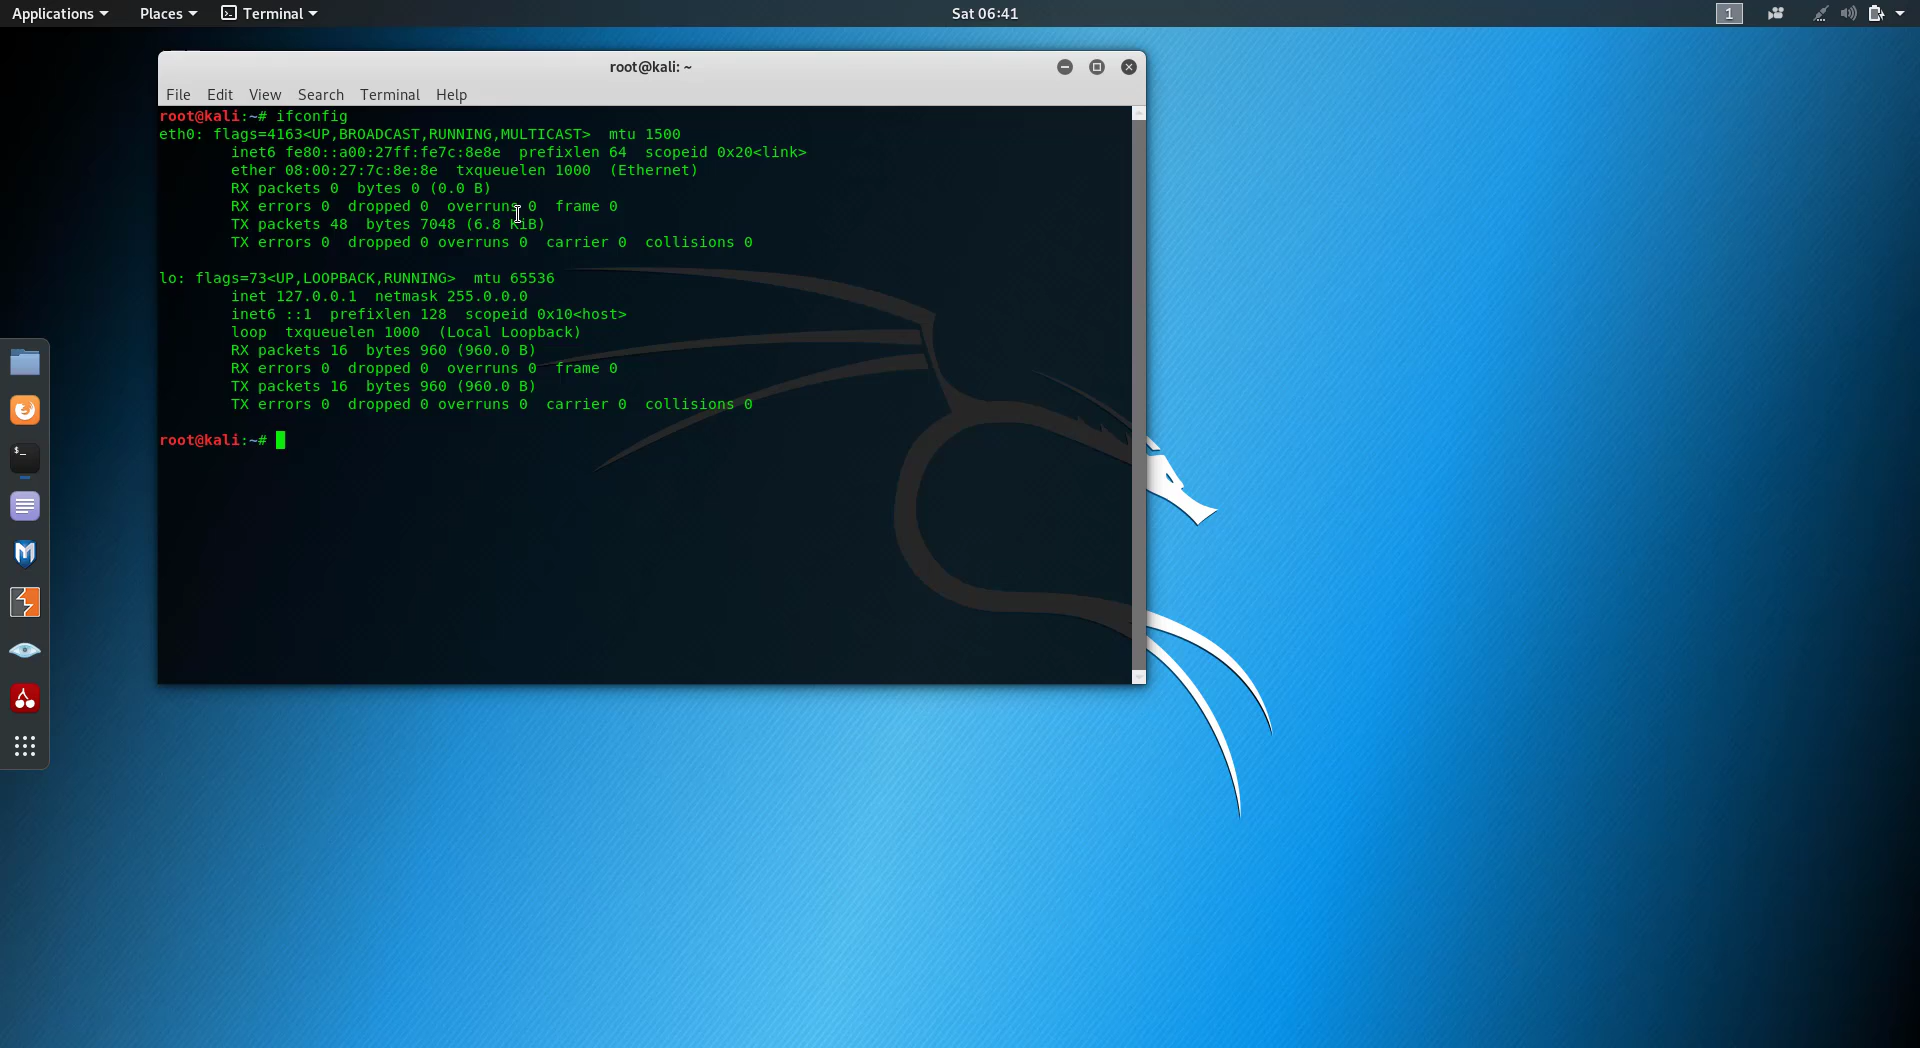 Applications Places Terminal Sat 06:41 1
root@kali: ~
File Edit View Search Terminal Help
root@kali:~# ifconfig
eth0: flags=4163<UP,BROADCAST,RUNNING,MULTICAST>  mtu 1500
        inet6 fe80::a00:27ff:fe7c:8e8e  prefixlen 64  scopeid 0x20<link>
        ether 08:00:27:7c:8e:8e  txqueuelen 1000  (Ethernet)
        RX packets 0  bytes 0 (0.0 B)
        RX errors 0  dropped 0  overruns 0  frame 0
        TX packets 48  bytes 7048 (6.8 KiB)
        TX errors 0  dropped 0 overruns 0  carrier 0  collisions 0
lo: flags=73<UP,LOOPBACK,RUNNING>  mtu 65536
        inet 127.0.0.1  netmask 255.0.0.0
        inet6 ::1  prefixlen 128  scopeid 0x10<host>
        loop  txqueuelen 1000  (Local Loopback)
        RX packets 16  bytes 960 (960.0 B)
        RX errors 0  dropped 0  overruns 0  frame 0
        TX packets 16  bytes 960 (960.0 B)
        TX errors 0  dropped 0 overruns 0  carrier 0  collisions 0
root@kali:~#